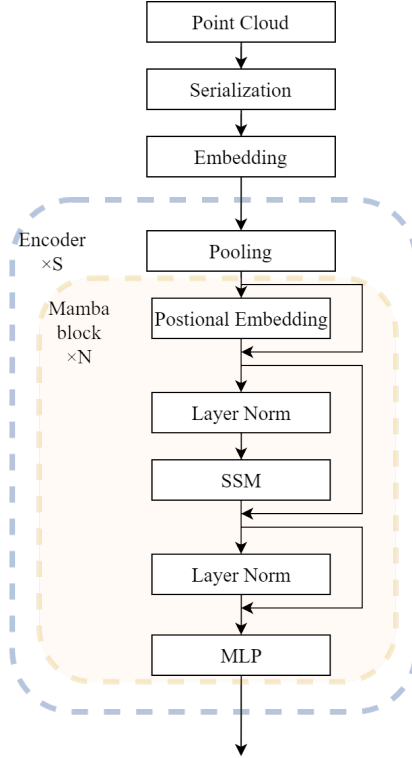 Point Cloud
Serialization
Embedding
Encoder
×S
Pooling
Mamba
block
×N
Postional Embedding
Layer Norm
SSM
Layer Norm
MLP